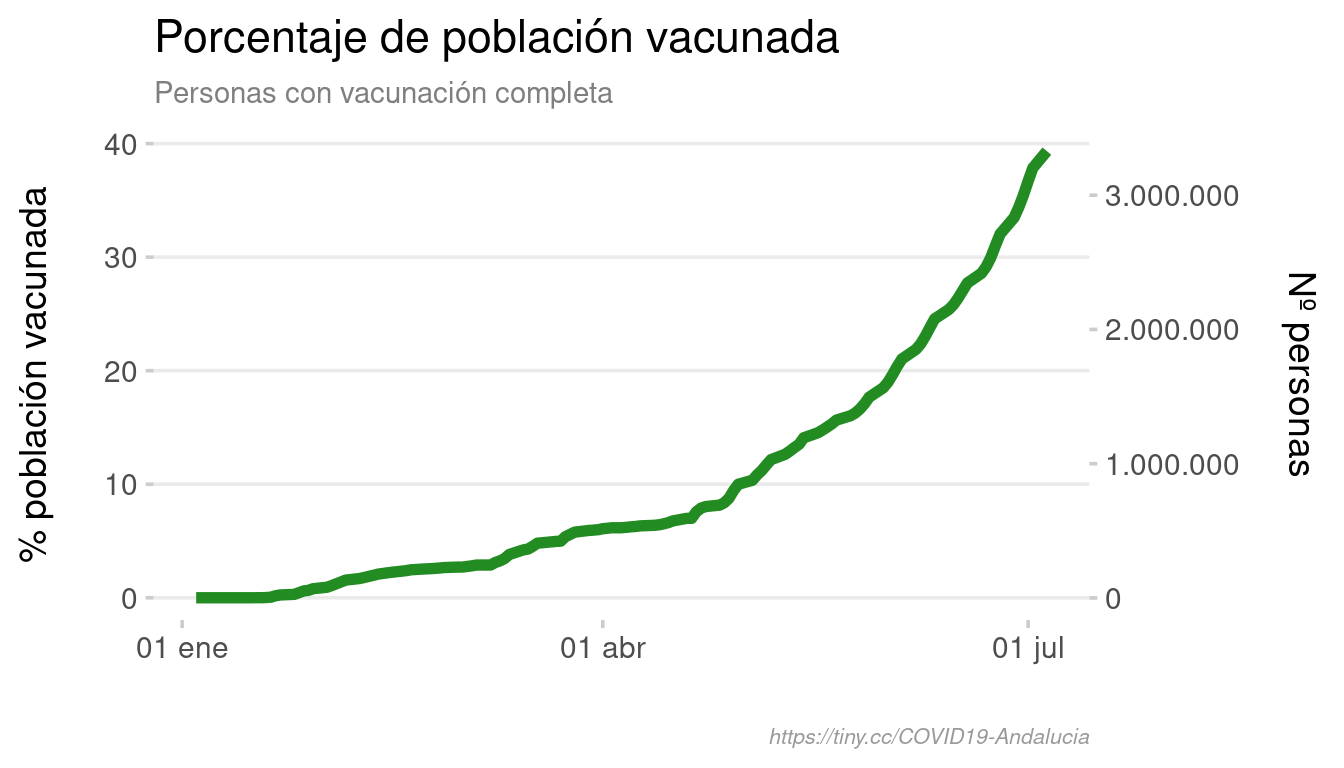 Porcentaje de población vacunada
Personas con vacunación completa
% población vacunada
40
30
20
10
0
3.000.000
2.000.000
1.000.000
0
Nº personas
01 ene
01 abr
01 jul
https://tiny.cc/COVID19-Andalucia